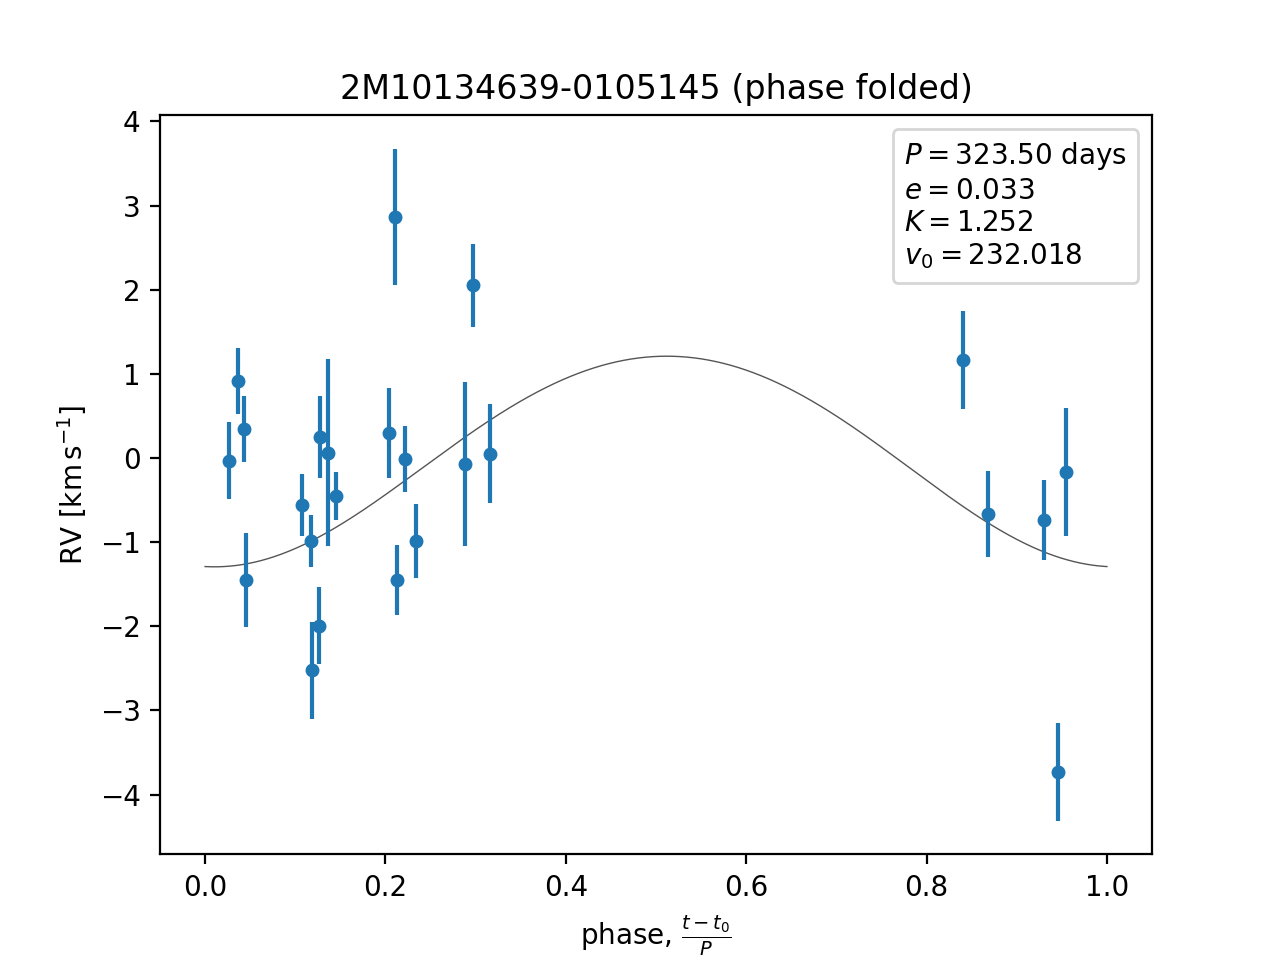 2M10134639-0105145 (phase folded)
P = 323.50 days
e = 0.033
K = 1.252
v₀ = 232.018
RV [km s⁻¹]
4
3
2
1
0
−1
−2
−3
−4
0.0 0.2 0.4 0.6 0.8 1.0
phase, (t − t₀)/P